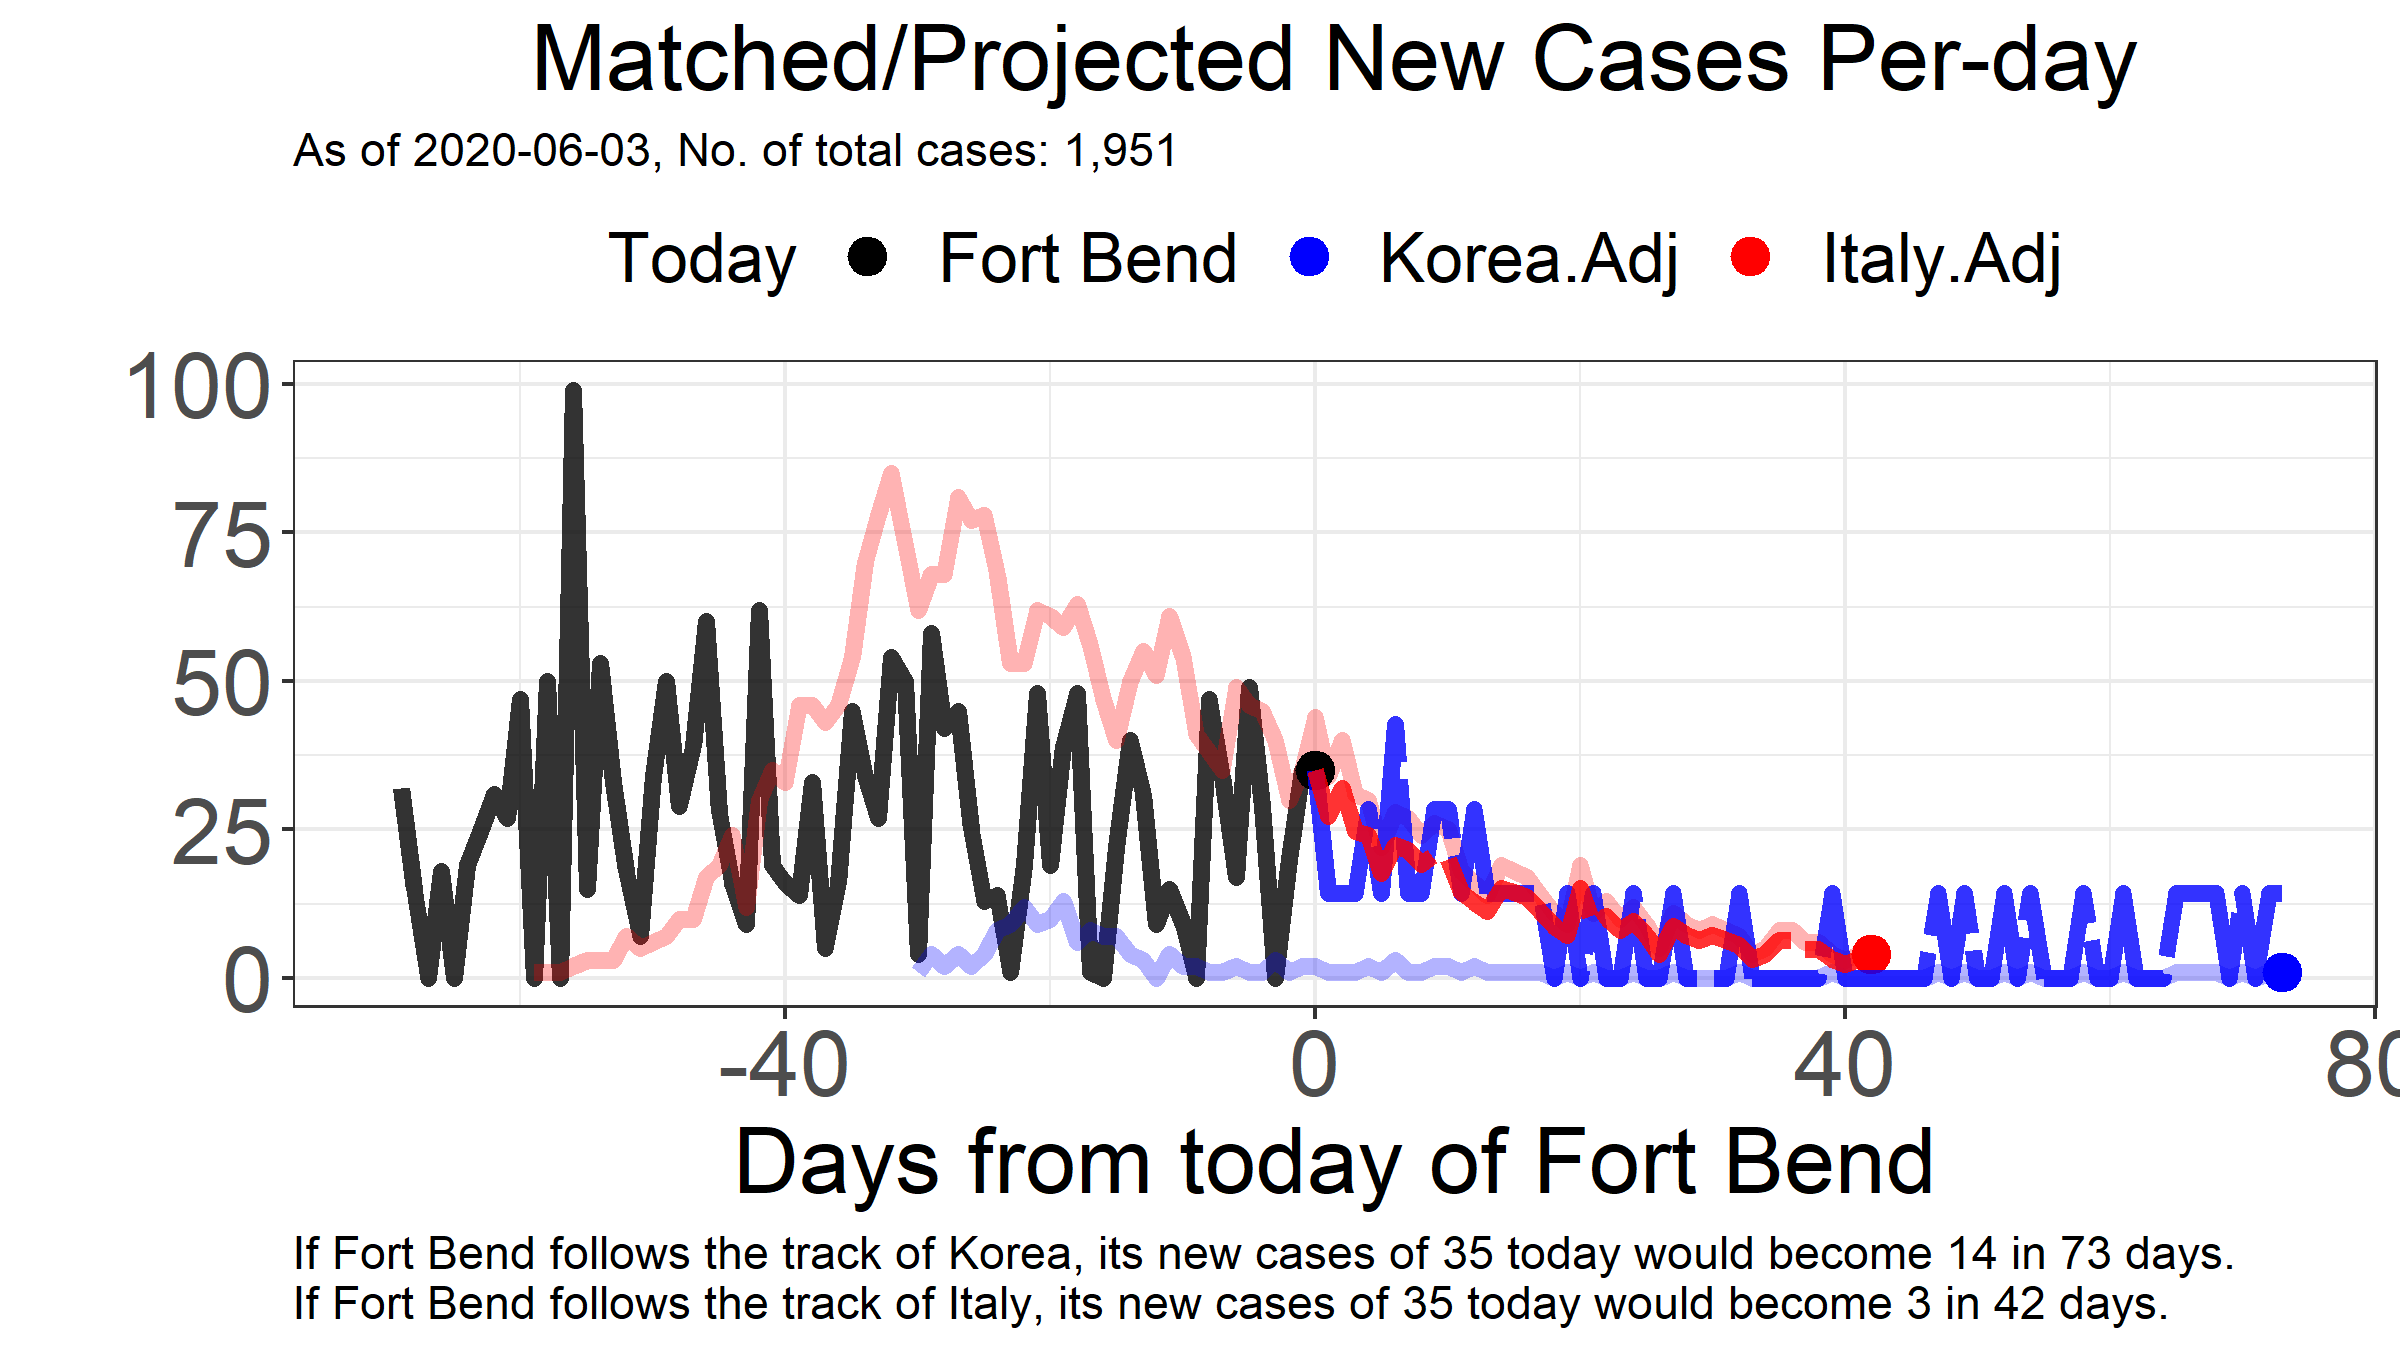 Matched/Projected New Cases Per-day
As of 2020-06-03, No. of total cases: 1,951
Today Fort Bend Korea.Adj Italy.Adj
100
75
50
25
0
-40 0 40 80
Days from today of Fort Bend
If Fort Bend follows the track of Korea, its new cases of 35 today would become 14 in 73 days.
If Fort Bend follows the track of Italy, its new cases of 35 today would become 3 in 42 days.